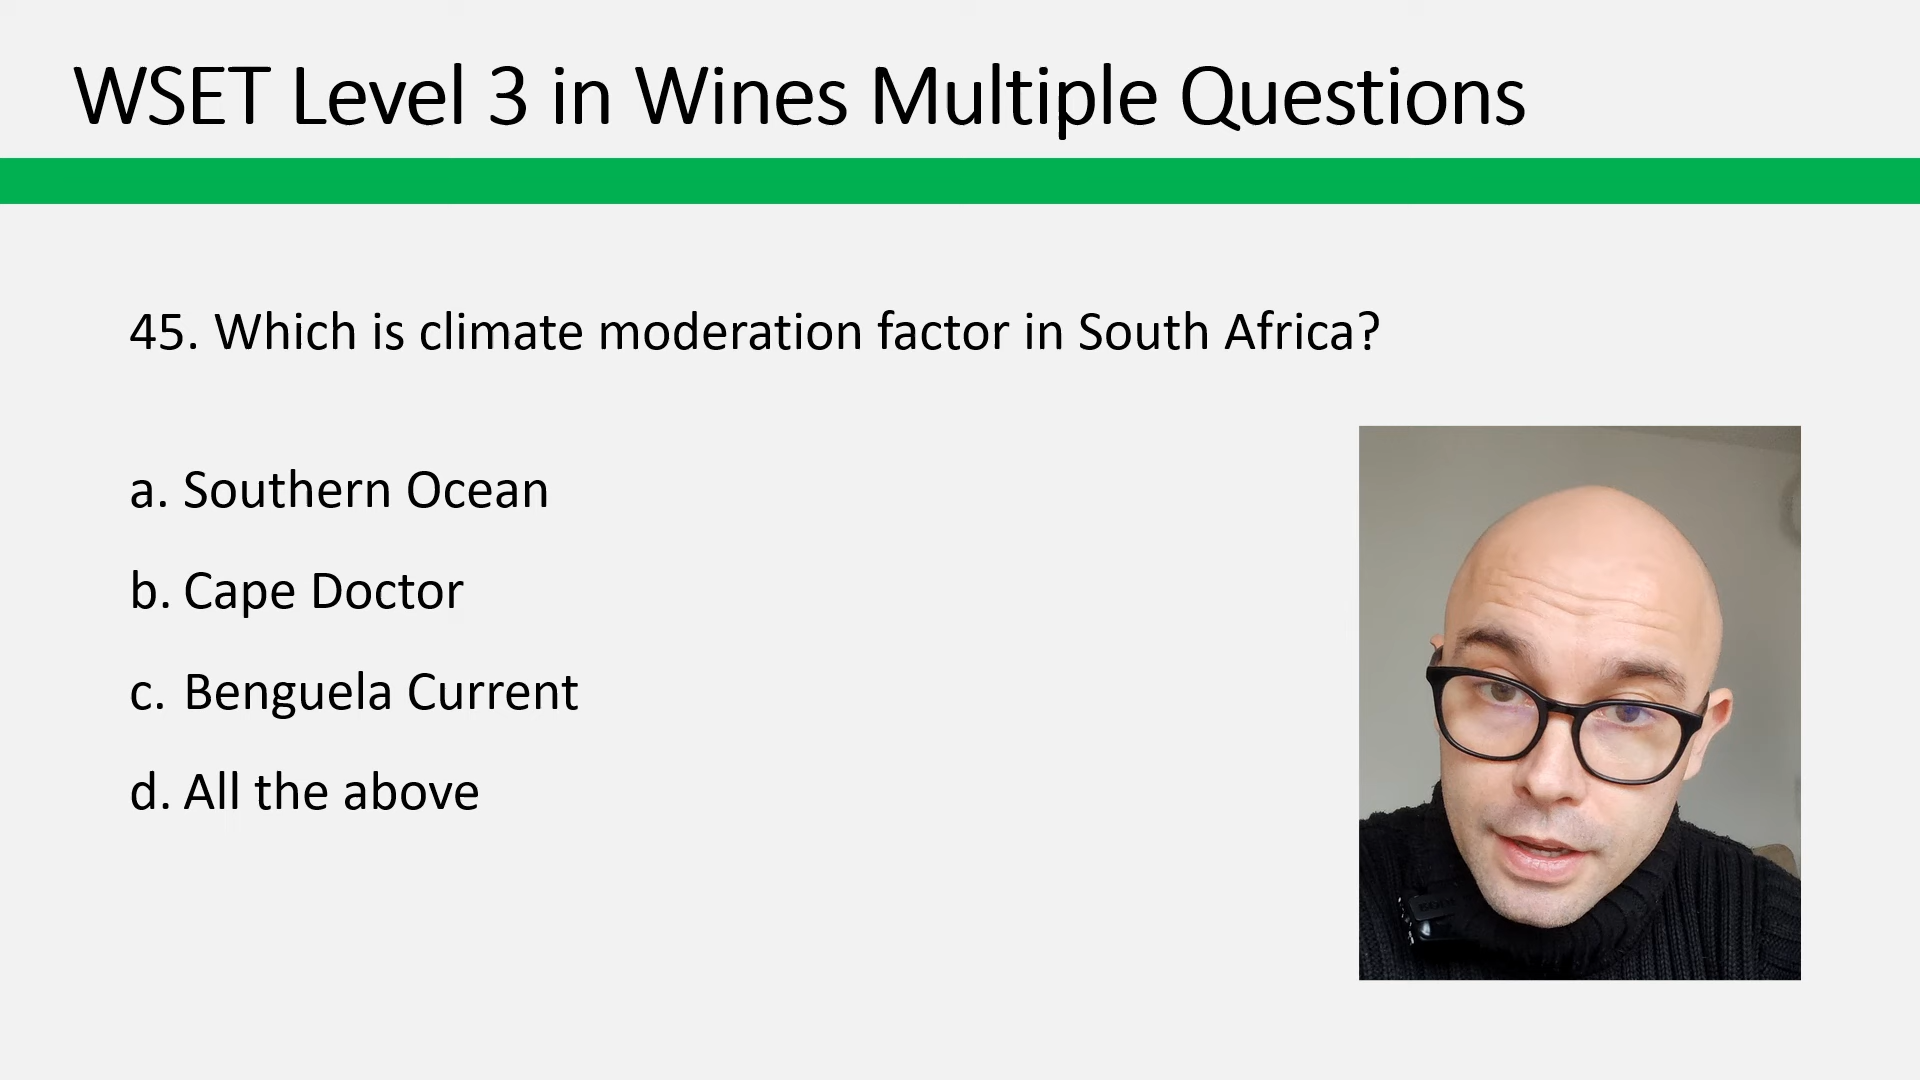 WSET Level 3 in Wines Multiple Questions
45. Which is climate moderation factor in South Africa?
a. Southern Ocean
b. Cape Doctor
c. Benguela Current
d. All the above